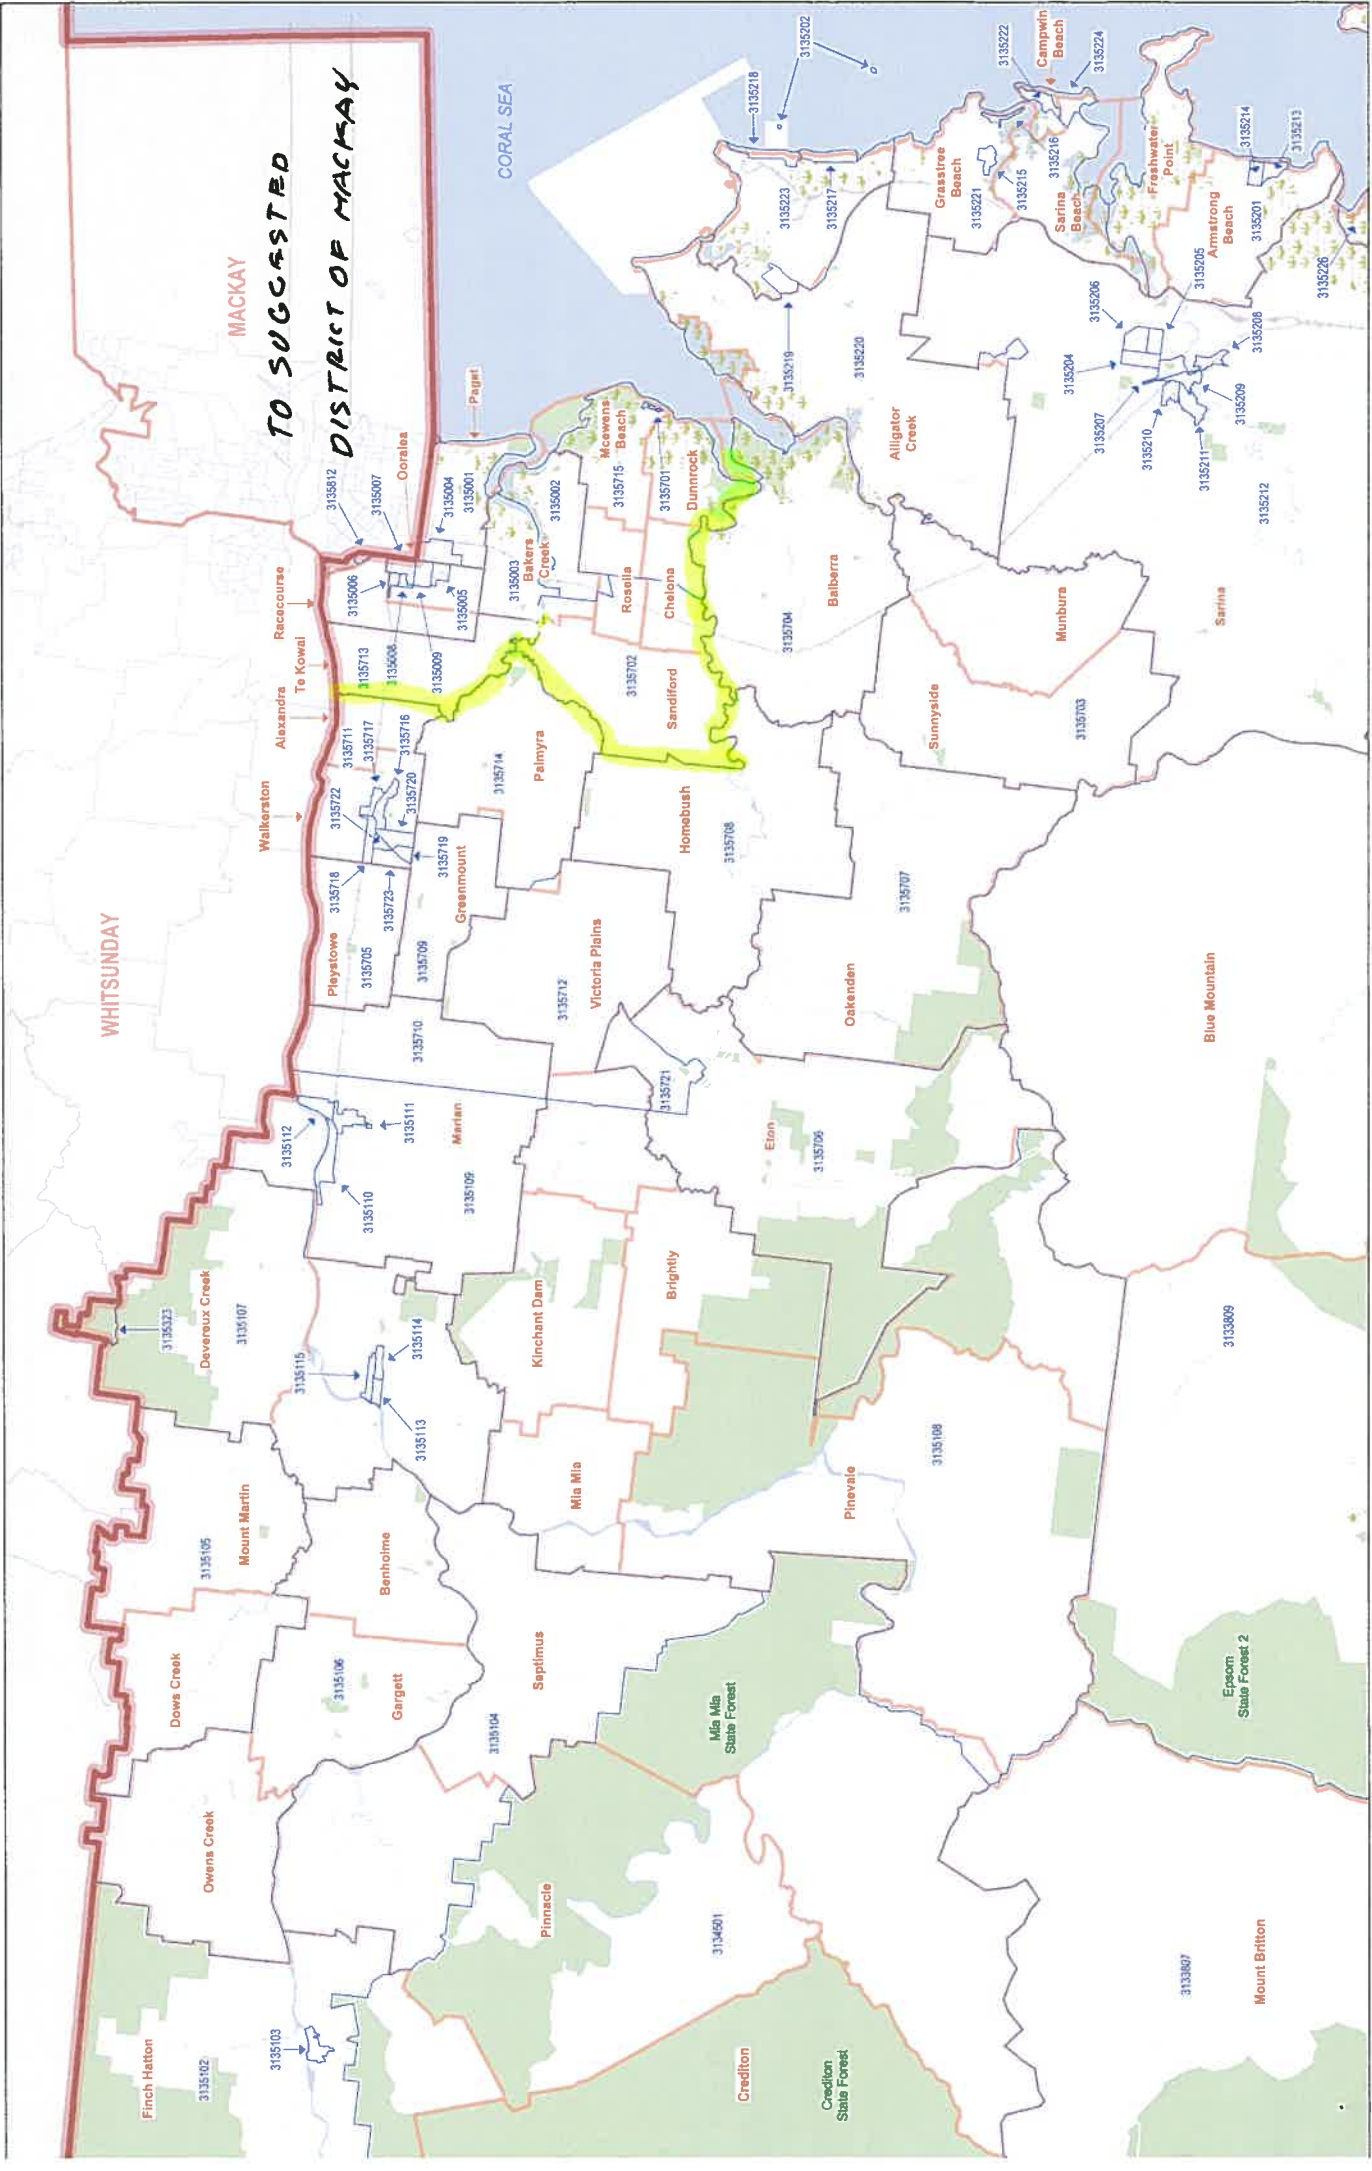 WHITSUNDAY
MACKAY
TO SUGGESTED
DISTRICT OF MACKAY
CORAL SEA
Finch Hatton
3135102
3135103
Owens Creek
Dows Creek
3135105
Mount Martin
3135323
Devereux Creek
3135107
3135106
Gargett
Benholme
3135115
3135114
3135113
3135112
3135111
3135110
Marian
3135109
3135710
Pleystowe
3135705
3135718
3135723
3135709
Greenmount
3135719
3135722
3135720
Walkerston
Alexandra
3135711
3135717
3135716
Te Kowai
Racecourse
3135713
3135006
3135008
3135009
3135005
3135812
3135007
Ooralea
3135004
3135001
Paget
3135714
Palmyra
3135003
Bakers
Creek
3135002
Mcewens
Beach
3135715
3135701
Dunnrock
Rosella
Chelona
3135702
Sandiford
Septimus
3135104
Pinnacle
3134501
Mia Mia
Kinchant Dam
Brightly
3135712
Victoria Plains
3135721
Homebush
3135708
Eton
3135706
Oakenden
3135707
3135704
Balberra
Sunnyside
3135703
Munbura
Alligator
Creek
3135220
3135219
3135223
3135217
3135218
3135202
Grasstree
Beach
3135221
3135215
3135216
3135222
Campwin
Beach
3135224
Sarina
Beach
Freshwater
Point
Armstrong
Beach
3135201
3135214
3135213
3135226
3135206
3135205
3135204
3135207
3135208
3135209
3135210
3135211
3135212
Sarina
Mia Mia
State Forest
Pinevale
3135108
Crediton
Crediton
State Forest
Blue Mountain
3133809
Epsom
State Forest 2
3133807
Mount Britton